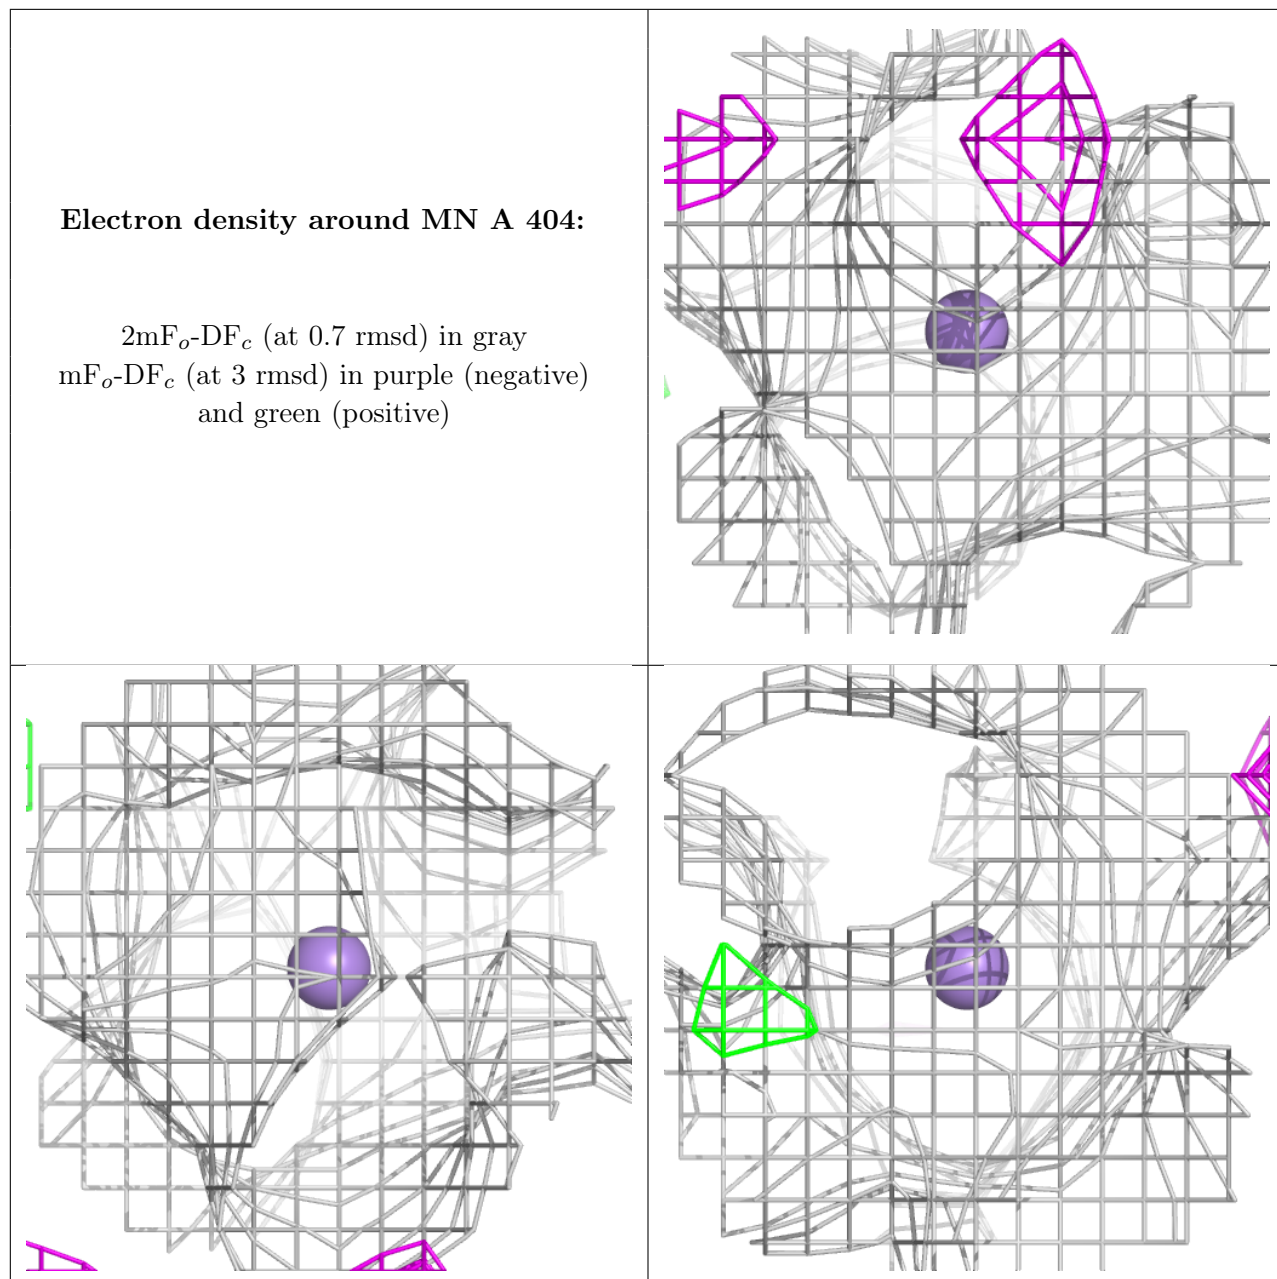 Electron density around MN A 404:
2mFₒ-DF𝑐 (at 0.7 rmsd) in gray
mFₒ-DF𝑐 (at 3 rmsd) in purple (negative)
and green (positive)